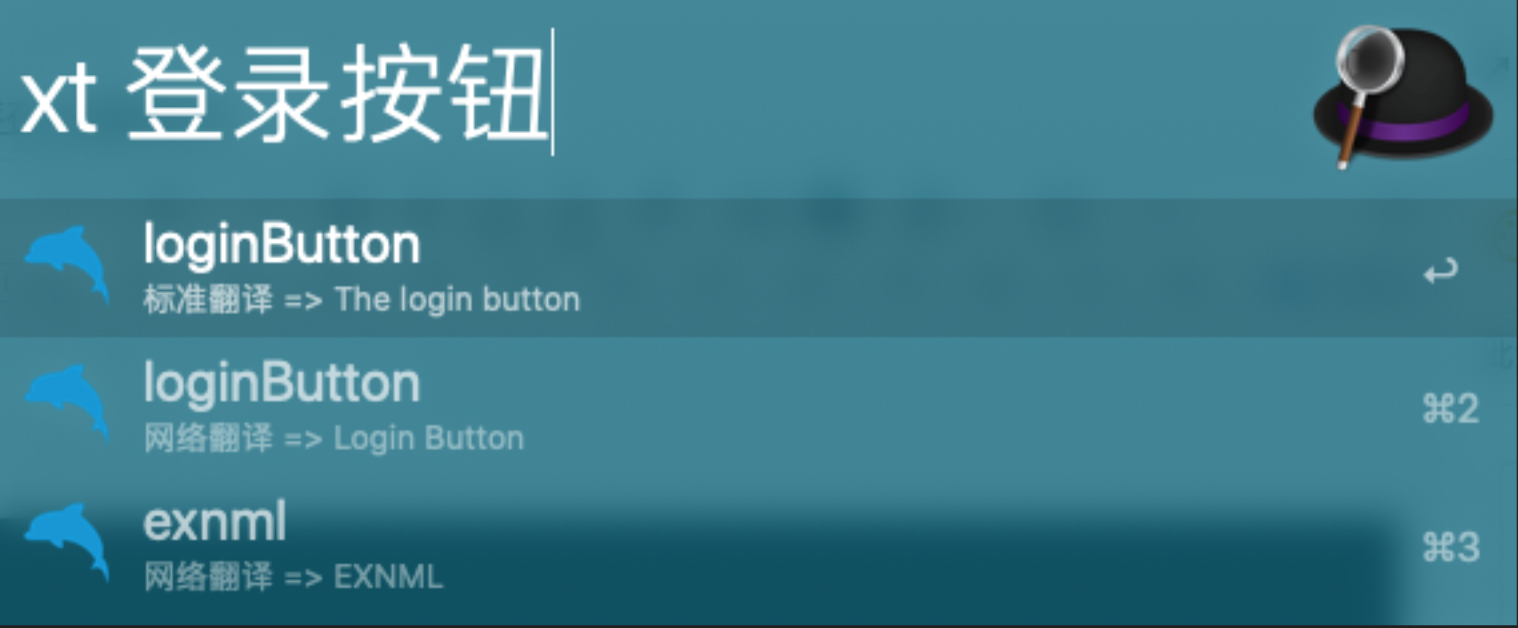 xt 登录按钮
loginButton
标准翻译 => The login button
↩
loginButton
网络翻译 => Login Button
⌘2
exnml
网络翻译 => EXNML
⌘3